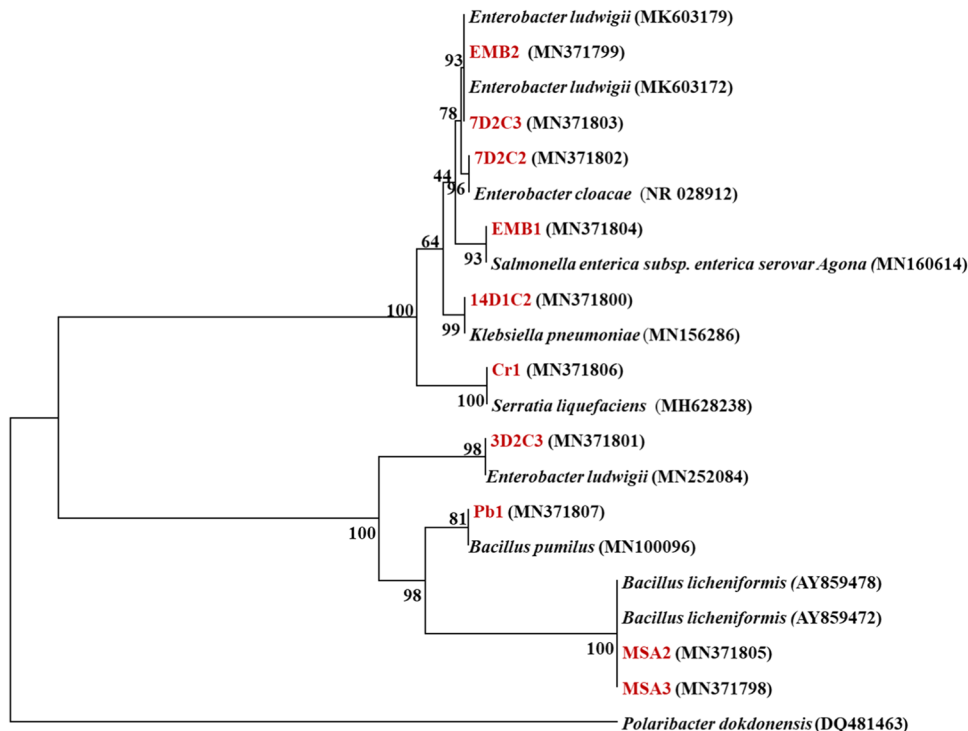 Enterobacter ludwigii (MK603179)
EMB2 (MN371799)
93
Enterobacter ludwigii (MK603172)
78
7D2C3 (MN371803)
7D2C2 (MN371802)
44
96
Enterobacter cloacae (NR 028912)
EMB1 (MN371804)
64
93
Salmonella enterica subsp. enterica serovar Agona (MN160614)
14D1C2 (MN371800)
100
99
Klebsiella pneumoniae (MN156286)
Cr1 (MN371806)
100
Serratia liquefaciens (MH628238)
3D2C3 (MN371801)
98
Enterobacter ludwigii (MN252084)
Pb1 (MN371807)
81
100
Bacillus pumilus (MN100096)
Bacillus licheniformis (AY859478)
98
Bacillus licheniformis (AY859472)
100
MSA2 (MN371805)
MSA3 (MN371798)
Polaribacter dokdonensis (DQ481463)